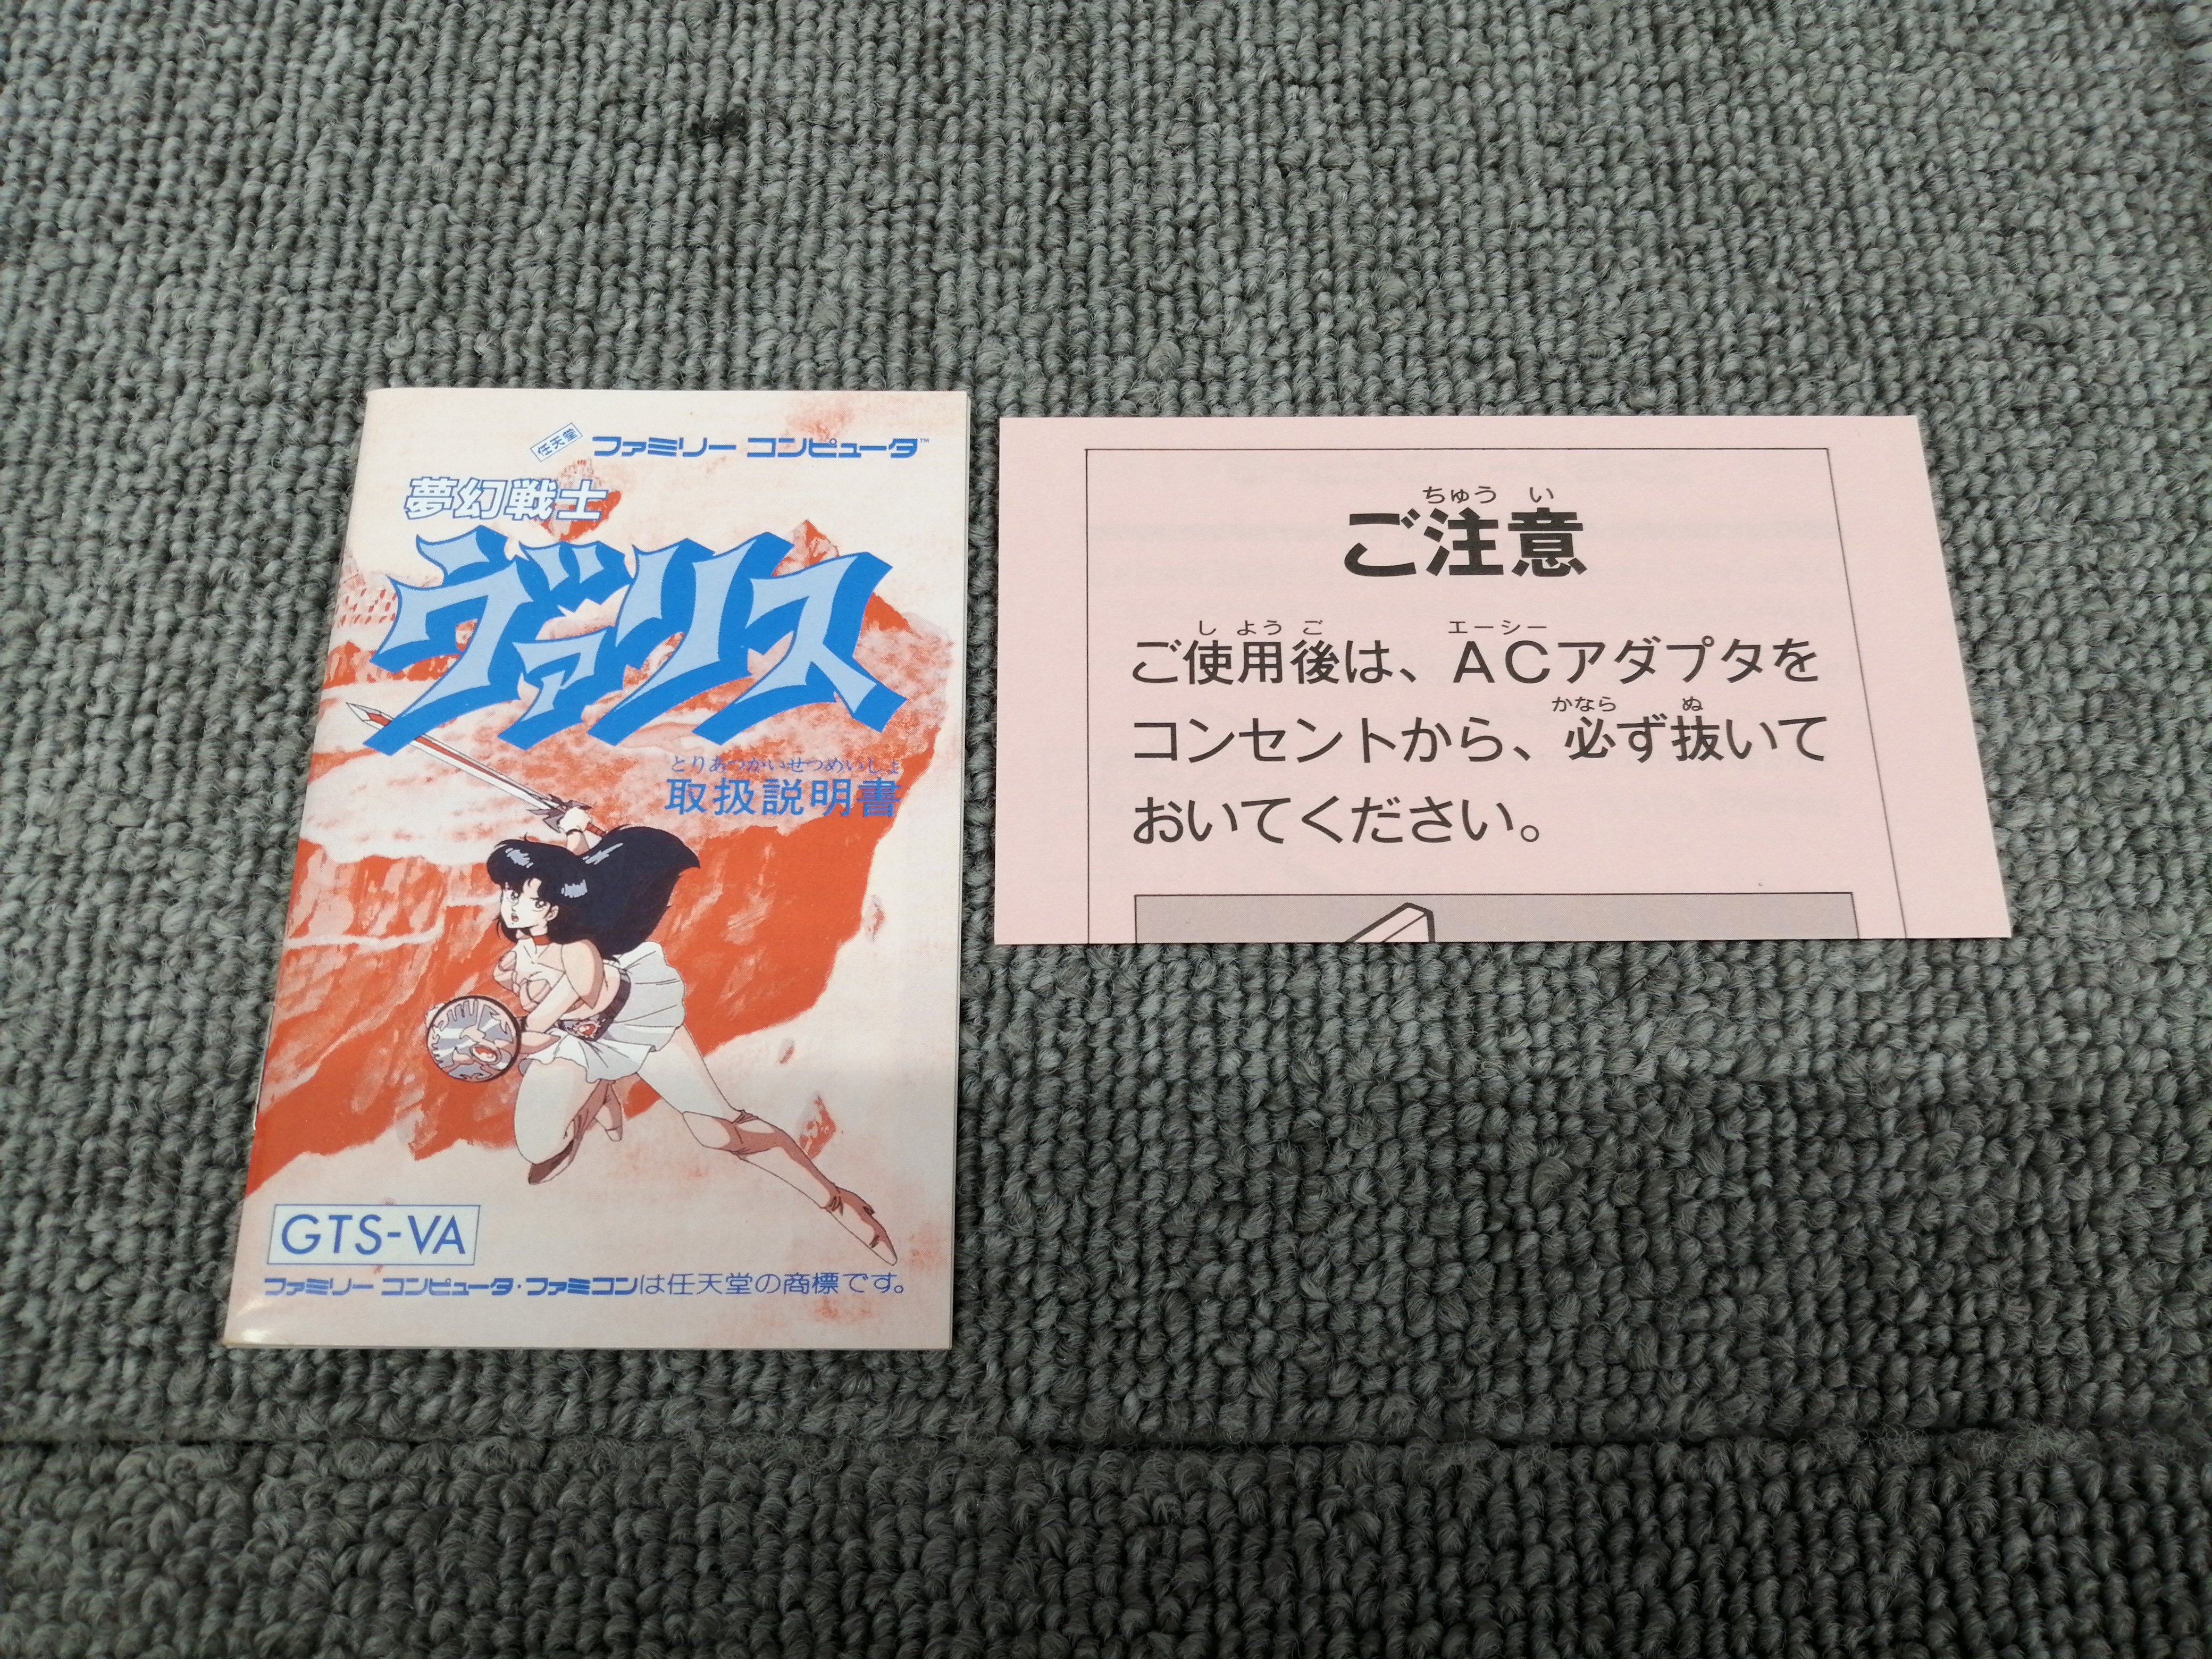 任天堂 ファミリー コンピュータ™
夢幻戦士
ヴァリス
とりあつかいせつめいしょ
取扱説明書
GTS-VA
ファミリー コンピュータ・ファミコンは任天堂の商標です。
ちゅう い
ご注意
し よう ご エーシー
ご使用後は、ACアダプタを
かなら ぬ
コンセントから、必ず抜いて
おいてください。